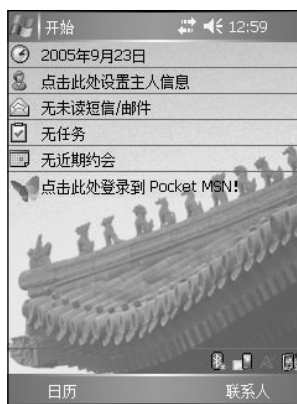 开始 12:59
2005年9月23日
点击此处设置主人信息
无未读短信/邮件
无任务
无近期约会
点击此处登录到 Pocket MSN!
日历 联系人